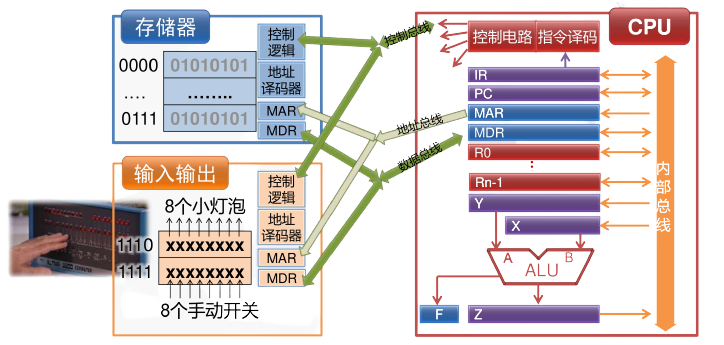 存储器
控制
逻辑
0000 01010101
地址
译码器
.... ........
0111 01010101
MAR
MDR
输入输出
控制
逻辑
8个小灯泡
地址
译码器
1110 xxxxxxxx
MAR
1111 xxxxxxxx
MDR
8个手动开关
控制总线
地址总线
数据总线
CPU
控制电路 指令译码
IR
PC
MAR
MDR
R0
:
Rn-1
Y
X
A B
ALU
F Z
内部总线